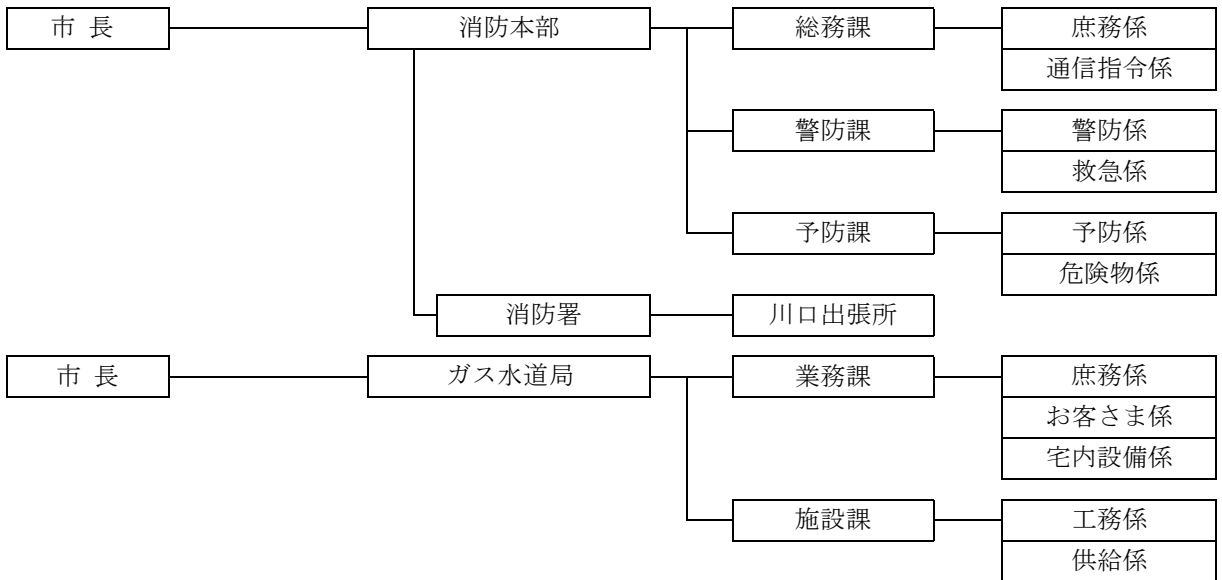 市 長 消防本部 総務課 庶務係
通信指令係
警防課 警防係
救急係
予防課 予防係
危険物係
消防署 川口出張所
市 長 ガス水道局 業務課 庶務係
お客さま係
宅内設備係
施設課 工務係
供給係